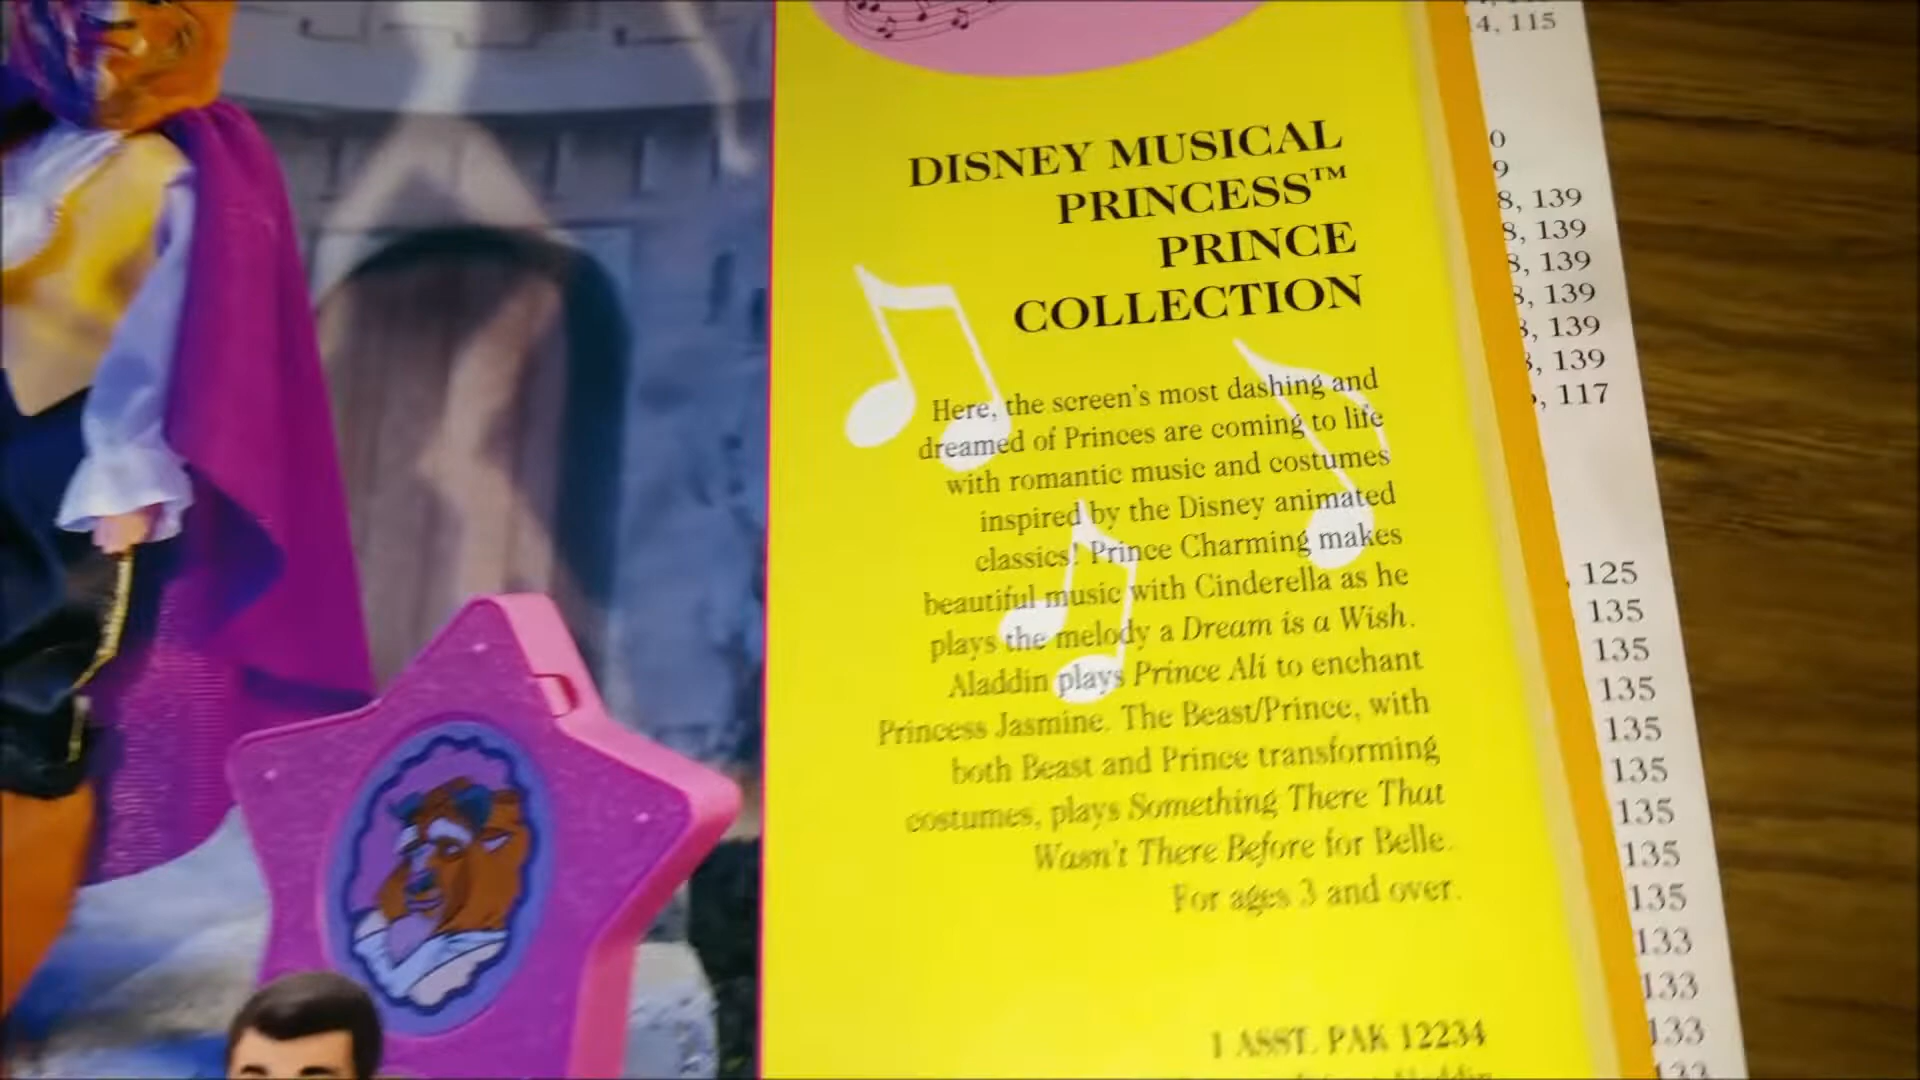 DISNEY MUSICAL
PRINCESS™
PRINCE
COLLECTION
Here, the screen's most dashing and
dreamed of Princes are coming to life
with romantic music and costumes
inspired by the Disney animated
classics! Prince Charming makes
beautiful music with Cinderella as he
plays the melody a Dream is a Wish.
Aladdin plays Prince Ali to enchant
Princess Jasmine. The Beast/Prince, with
both Beast and Prince transforming
costumes, plays Something There That
Wasn't There Before for Belle.
For ages 3 and over.
1 ASST. PAK 12234
Aladdin
4, 115
0
9
8, 139
8, 139
8, 139
8, 139
8, 139
8, 139
, 117
, 125
135
135
135
135
135
135
135
135
133
133
133
133